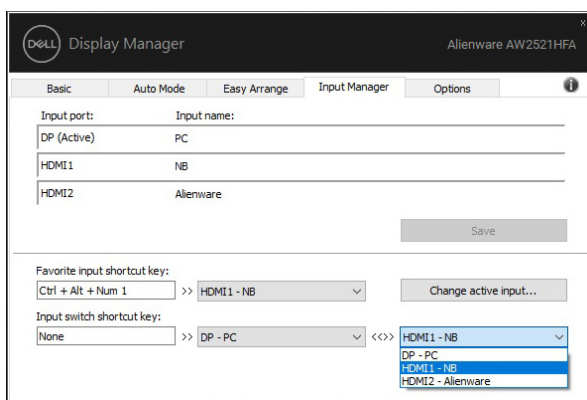 x
DELL Display Manager Alienware AW2521HFA
Basic Auto Mode Easy Arrange Input Manager Options i
Input port: Input name:
DP (Active) PC
HDMI1 NB
HDMI2 Alienware
Save
Favorite input shortcut key:
Ctrl + Alt + Num 1 >> HDMI1 - NB Change active input...
Input switch shortcut key:
None >> DP - PC <<>> HDMI1 - NB
DP - PC
HDMI1 - NB
HDMI2 - Alienware